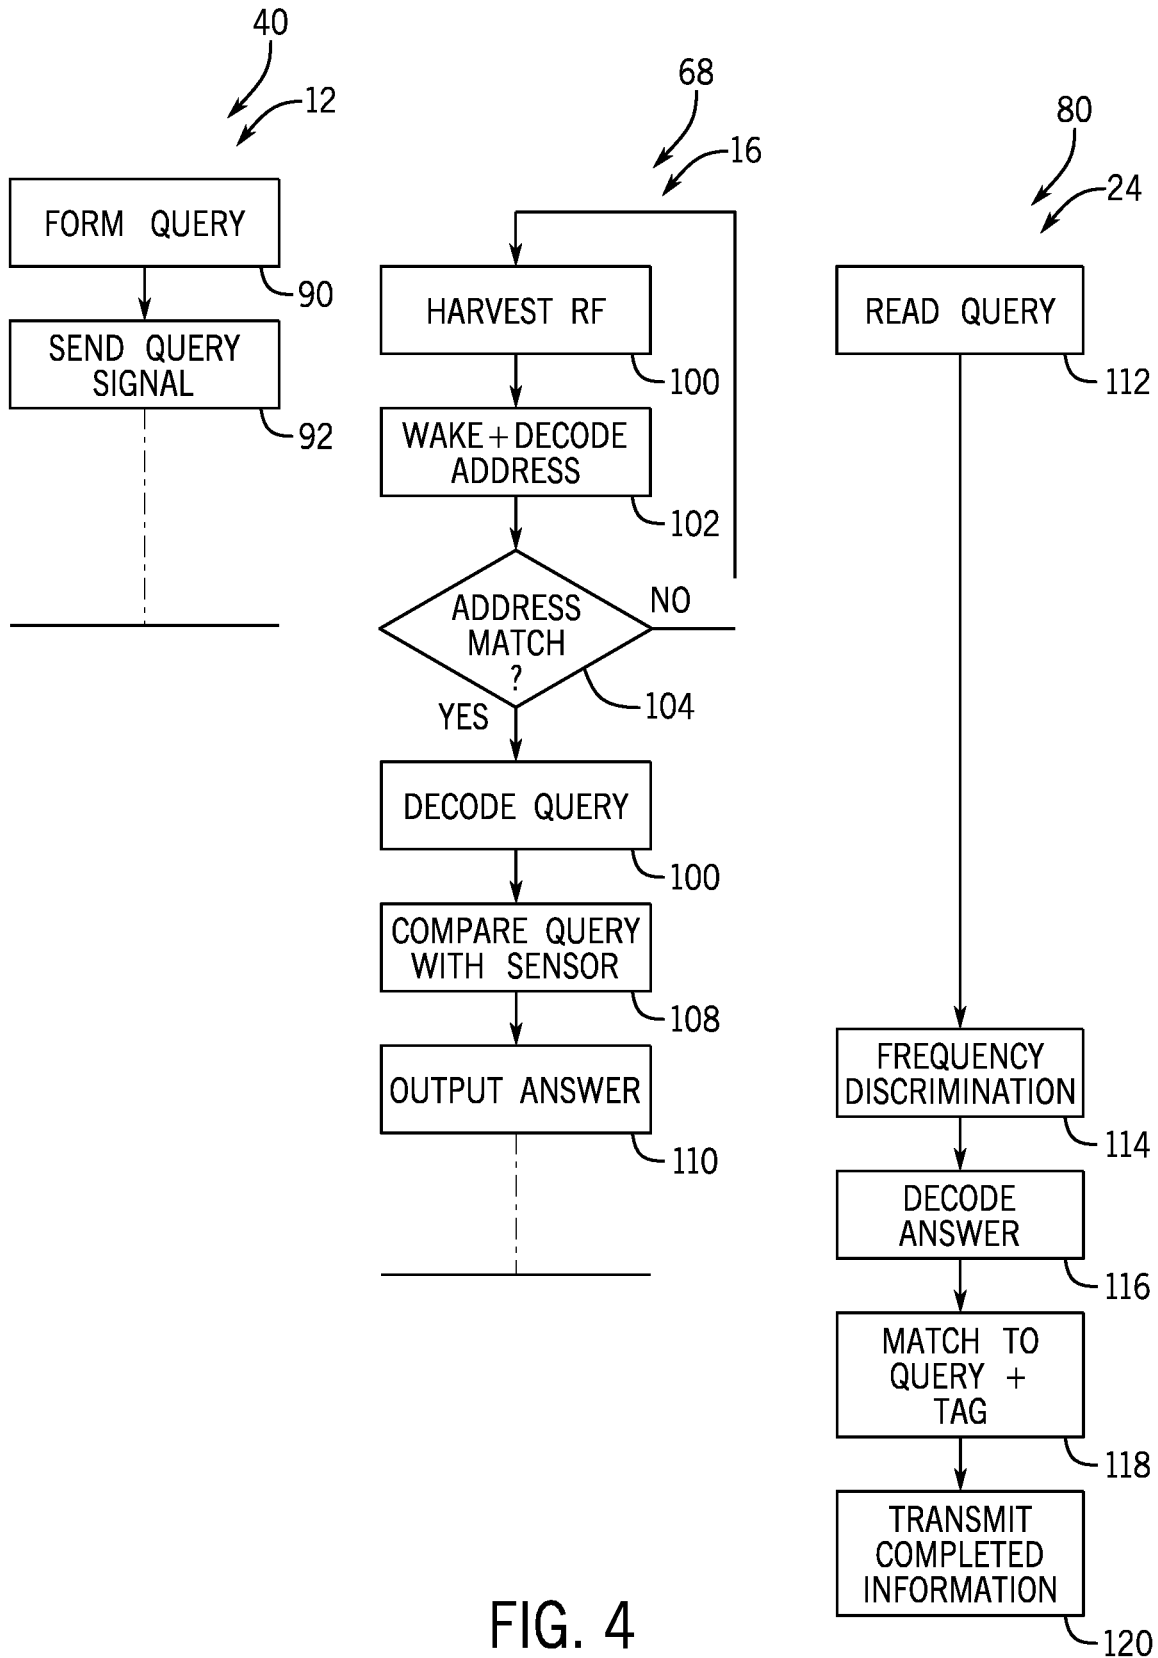 40
12
FORM QUERY
90
SEND QUERY
SIGNAL
92
68
16
HARVEST RF
100
WAKE+DECODE
ADDRESS
102
ADDRESS
MATCH
?
NO
YES
104
DECODE QUERY
100
COMPARE QUERY
WITH SENSOR
108
OUTPUT ANSWER
110
80
24
READ QUERY
112
FREQUENCY
DISCRIMINATION
114
DECODE
ANSWER
116
MATCH TO
QUERY +
TAG
118
TRANSMIT
COMPLETED
INFORMATION
120
FIG. 4